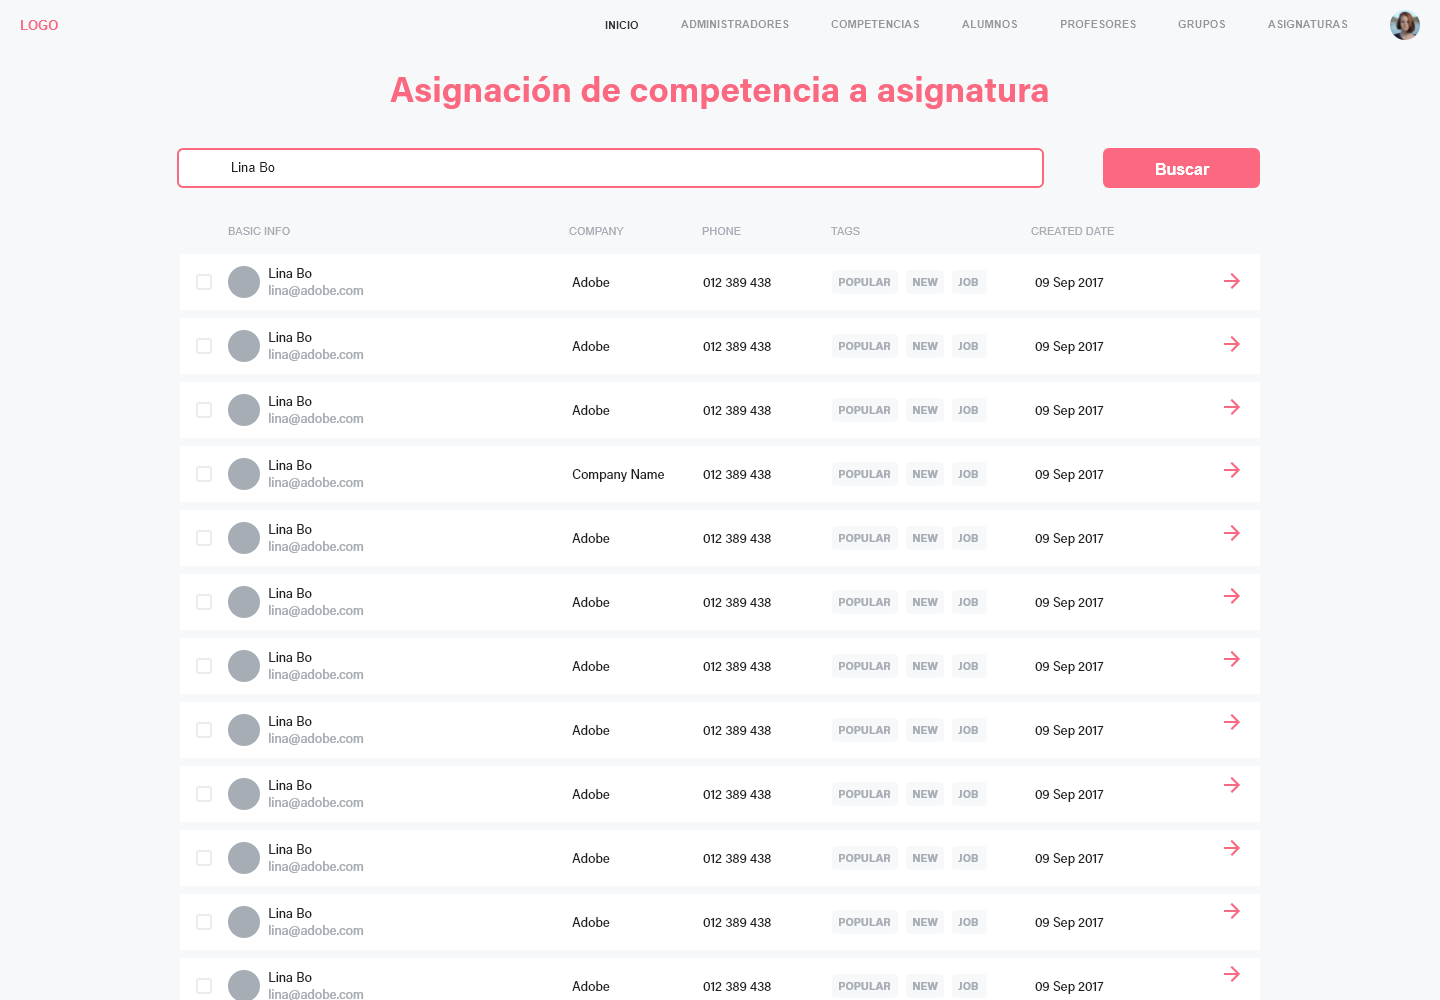 LOGO INICIO ADMINISTRADORES COMPETENCIAS ALUMNOS PROFESORES GRUPOS ASIGNATURAS
Asignación de competencia a asignatura
Lina Bo Buscar
BASIC INFO COMPANY PHONE TAGS CREATED DATE
Lina Bo
lina@adobe.com Adobe 012 389 438 POPULAR NEW JOB 09 Sep 2017
Lina Bo
lina@adobe.com Adobe 012 389 438 POPULAR NEW JOB 09 Sep 2017
Lina Bo
lina@adobe.com Adobe 012 389 438 POPULAR NEW JOB 09 Sep 2017
Lina Bo
lina@adobe.com Company Name 012 389 438 POPULAR NEW JOB 09 Sep 2017
Lina Bo
lina@adobe.com Adobe 012 389 438 POPULAR NEW JOB 09 Sep 2017
Lina Bo
lina@adobe.com Adobe 012 389 438 POPULAR NEW JOB 09 Sep 2017
Lina Bo
lina@adobe.com Adobe 012 389 438 POPULAR NEW JOB 09 Sep 2017
Lina Bo
lina@adobe.com Adobe 012 389 438 POPULAR NEW JOB 09 Sep 2017
Lina Bo
lina@adobe.com Adobe 012 389 438 POPULAR NEW JOB 09 Sep 2017
Lina Bo
lina@adobe.com Adobe 012 389 438 POPULAR NEW JOB 09 Sep 2017
Lina Bo
lina@adobe.com Adobe 012 389 438 POPULAR NEW JOB 09 Sep 2017
Lina Bo
lina@adobe.com Adobe 012 389 438 POPULAR NEW JOB 09 Sep 2017